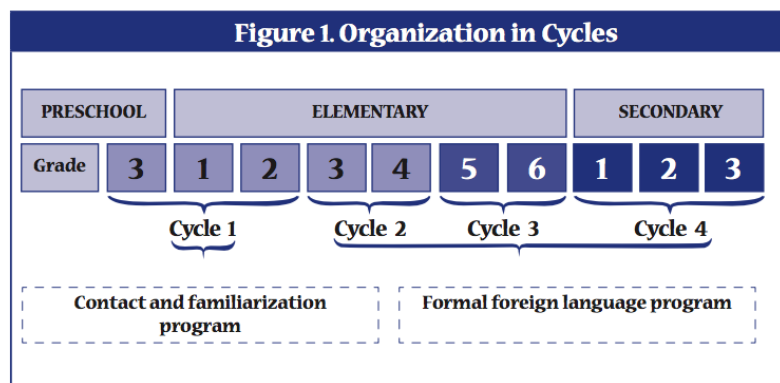 Figure 1. Organization in Cycles
PRESCHOOL ELEMENTARY SECONDARY
Grade 3 1 2 3 4 5 6 1 2 3
Cycle 1 Cycle 2 Cycle 3 Cycle 4
Contact and familiarization
program
Formal foreign language program